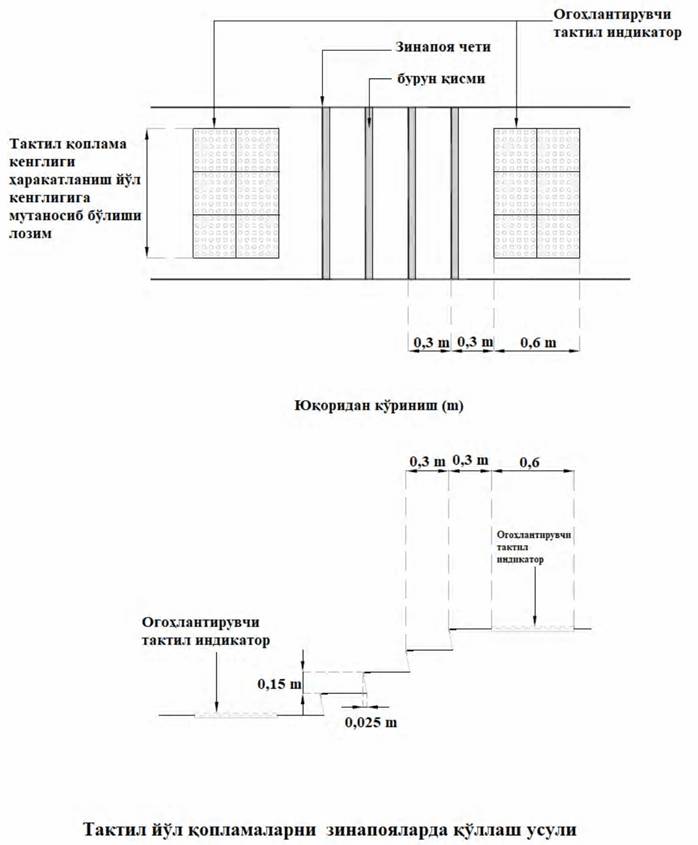 Огоҳлантирувчи
тактил индикатор
Зинапоя чети
бурун қисми
Тактил қоплама
кенглиги
ҳаракатланиш йўл
кенглигига
мутаносиб бўлиши
лозим
0,3 m 0,3 m 0,6 m
Юқоридан кўриниш (m)
0,3 m 0,3 m 0,6
Огоҳлантирувчи
тактил
индикатор
Огоҳлантирувчи
тактил индикатор
0,15 m
0,025 m
Тактил йўл қопламаларни зинапояларда қўллаш усули